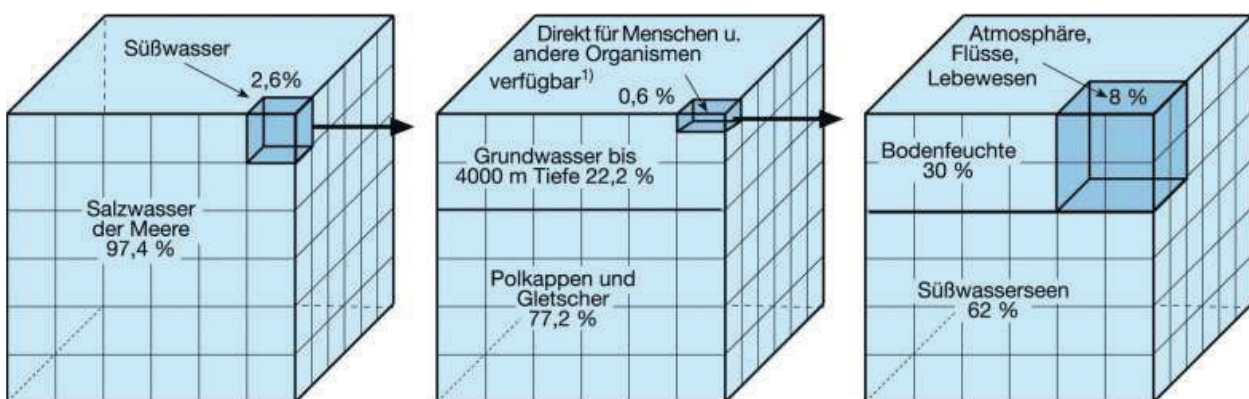 Süßwasser
2,6%
Salzwasser
der Meere
97,4 %
Direkt für Menschen u.
andere Organismen
verfügbar1)
0,6 %
Grundwasser bis
4000 m Tiefe 22,2 %
Polkappen und
Gletscher
77,2 %
Atmosphäre,
Flüsse,
Lebewesen
8 %
Bodenfeuchte
30 %
Süßwasserseen
62 %